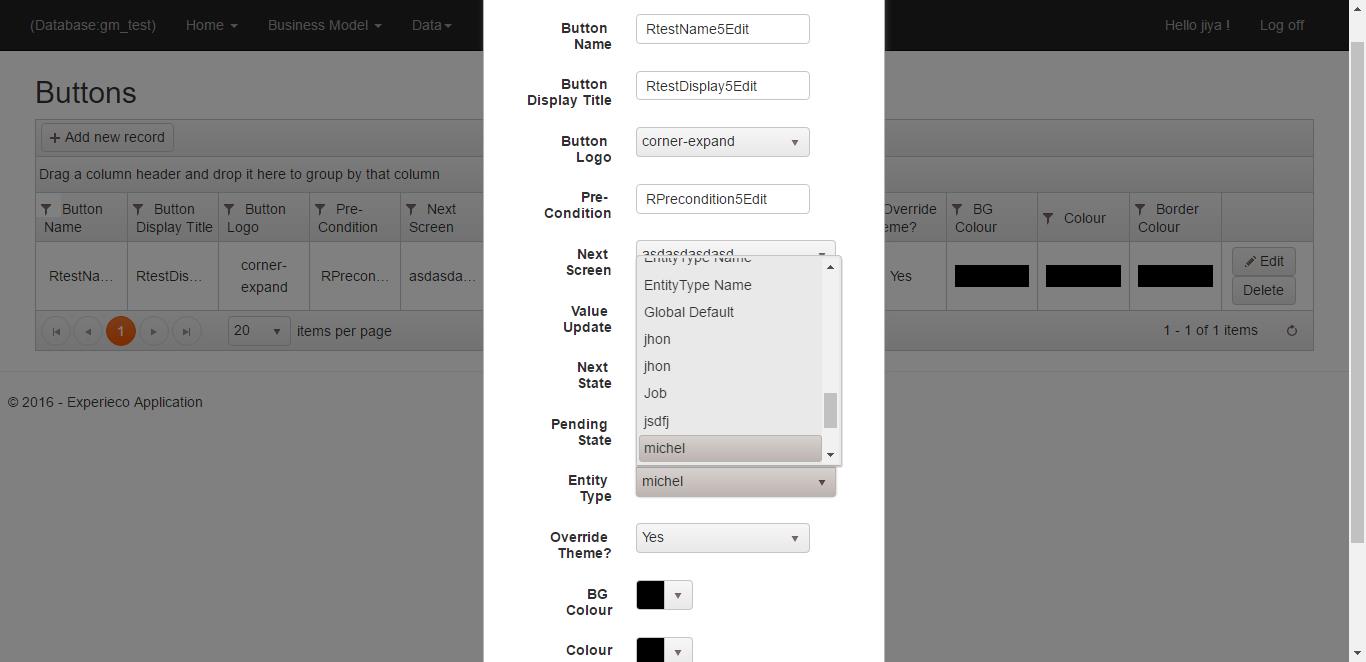 (Database:gm_test) Home Business Model Data Hello jiya ! Log off
Buttons
Add new record
Drag a column header and drop it here to group by that column
Button Name Button Display Title Button Logo Pre-Condition Next Screen Override Theme? BG Colour Colour Border Colour
RtestNa... RtestDis... corner-expand RPrecon... asdasda... Yes Edit Delete
1 20 items per page 1 - 1 of 1 items
© 2016 - Experieco Application
Button Name RtestName5Edit
Button Display Title RtestDisplay5Edit
Button Logo corner-expand
Pre-Condition RPrecondition5Edit
Next Screen asdasdasdasd
Value Update
Next State
Pending State
EntityType Name
EntityType Name
Global Default
jhon
jhon
Job
jsdfj
michel
Entity Type michel
Override Theme? Yes
BG Colour
Colour